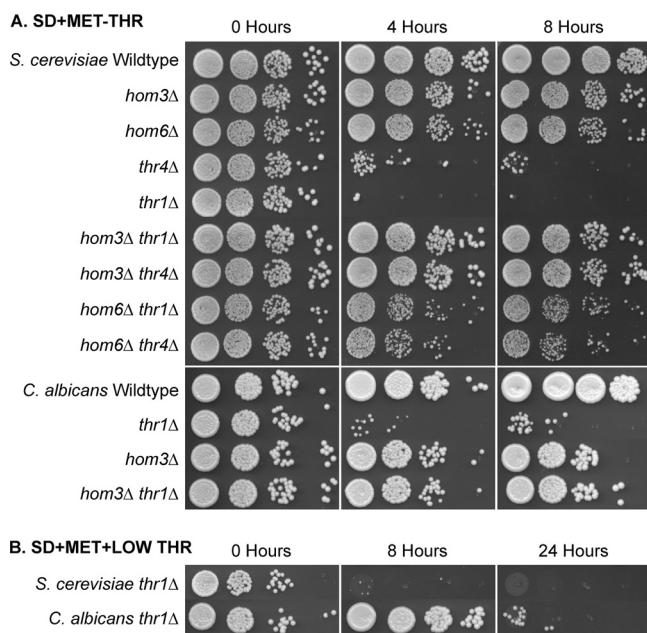 A. SD+MET-THR
0 Hours 4 Hours 8 Hours
S. cerevisiae Wildtype
hom3Δ
hom6Δ
thr4Δ
thr1Δ
hom3Δ thr1Δ
hom3Δ thr4Δ
hom6Δ thr1Δ
hom6Δ thr4Δ
C. albicans Wildtype
thr1Δ
hom3Δ
hom3Δ thr1Δ
B. SD+MET+LOW THR
0 Hours 8 Hours 24 Hours
S. cerevisiae thr1Δ
C. albicans thr1Δ